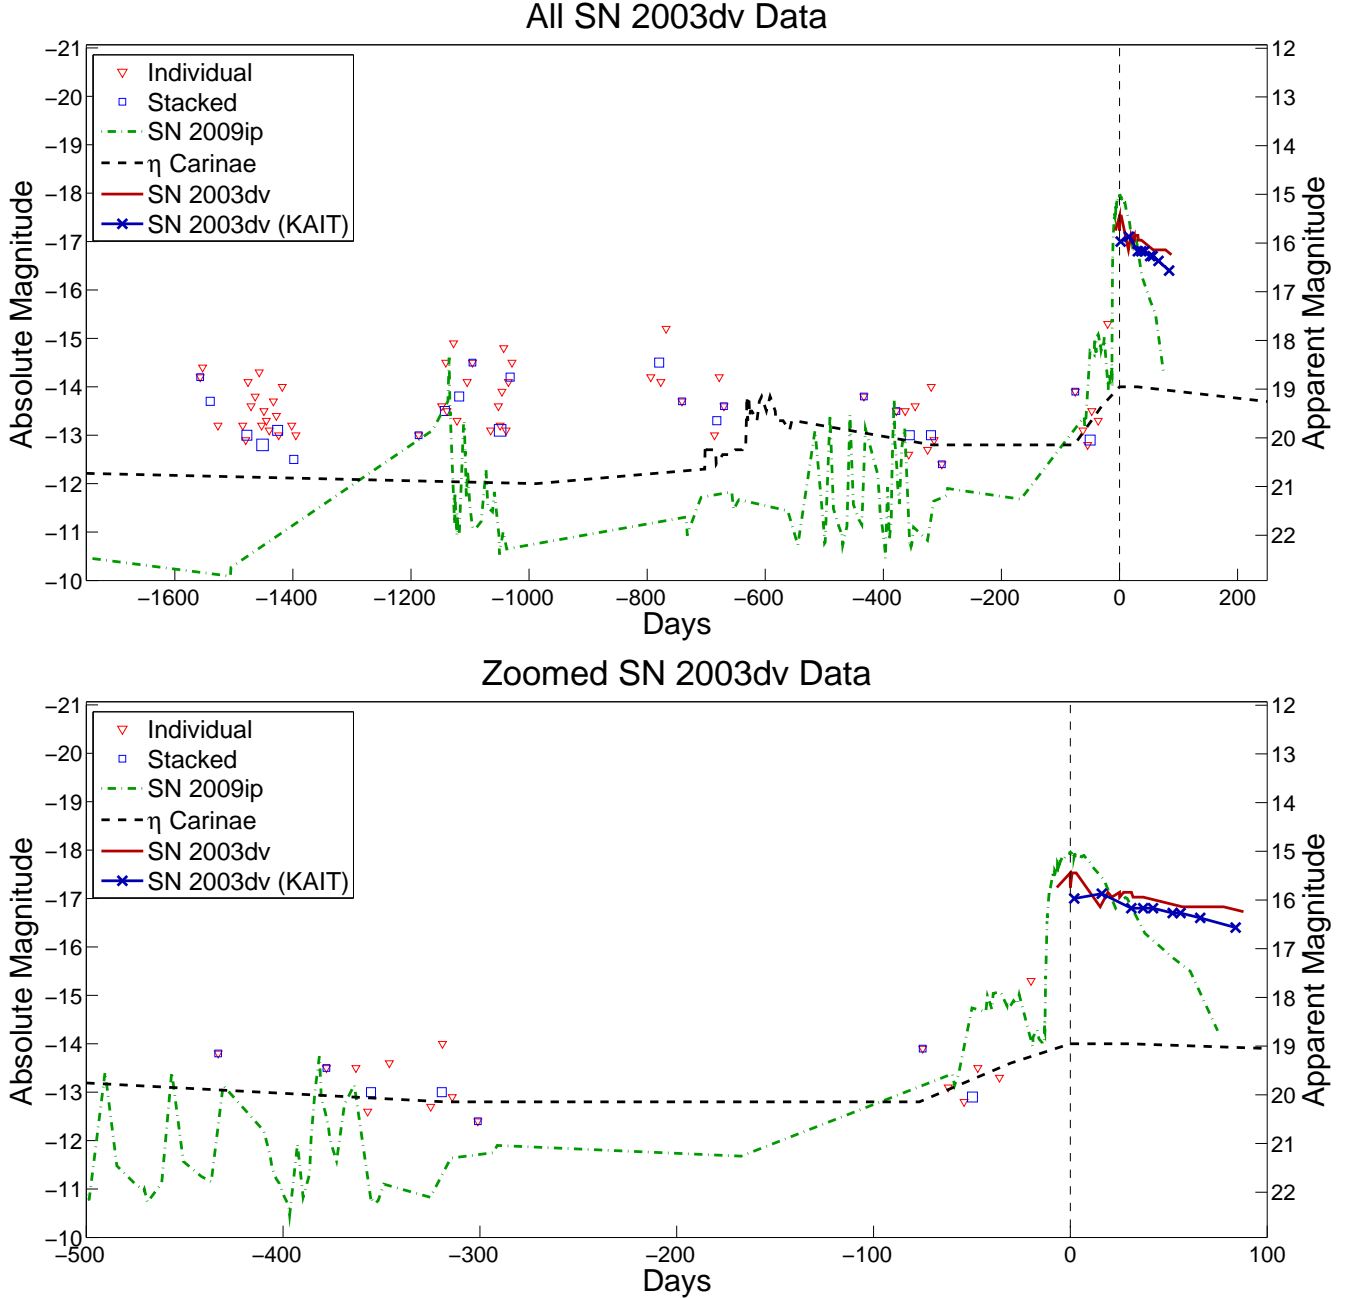 All SN 2003dv Data
Absolute Magnitude
−21
−20
−19
−18
−17
−16
−15
−14
−13
−12
−11
−10
Individual
Stacked
SN 2009ip
η Carinae
SN 2003dv
SN 2003dv (KAIT)
12
13
14
15
16
17
18
19
20
21
22
Apparent Magnitude
−1600 −1400 −1200 −1000 −800 −600 −400 −200 0 200
Days
Zoomed SN 2003dv Data
Absolute Magnitude
−21
−20
−19
−18
−17
−16
−15
−14
−13
−12
−11
−10
Individual
Stacked
SN 2009ip
η Carinae
SN 2003dv
SN 2003dv (KAIT)
12
13
14
15
16
17
18
19
20
21
22
Apparent Magnitude
−500 −400 −300 −200 −100 0 100
Days